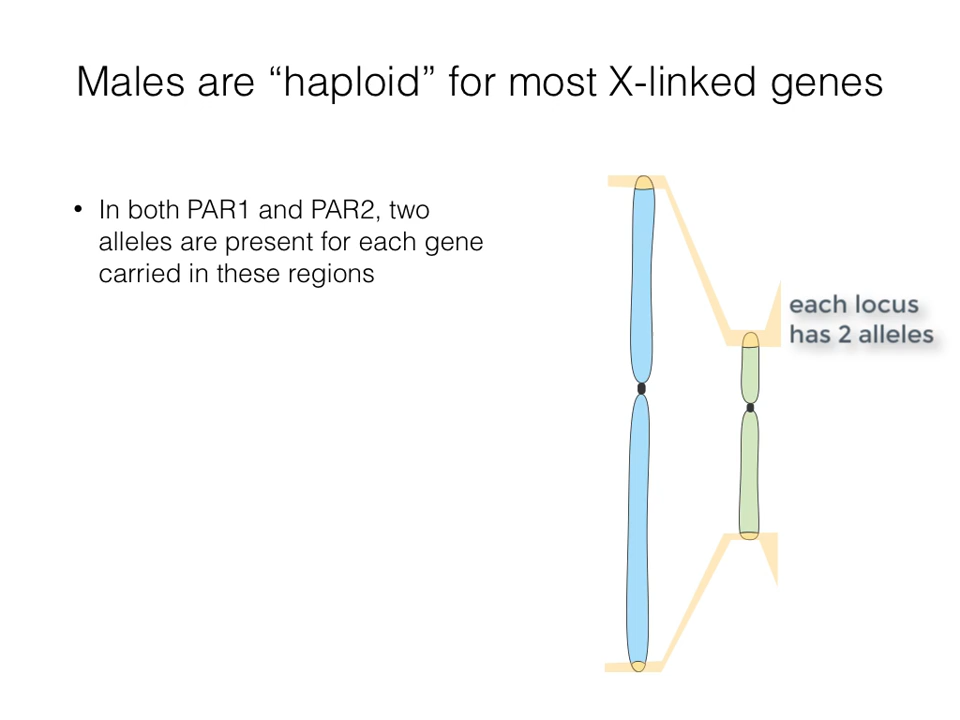 Males are “haploid” for most X-linked genes
• In both PAR1 and PAR2, two
alleles are present for each gene
carried in these regions
each locus
has 2 alleles